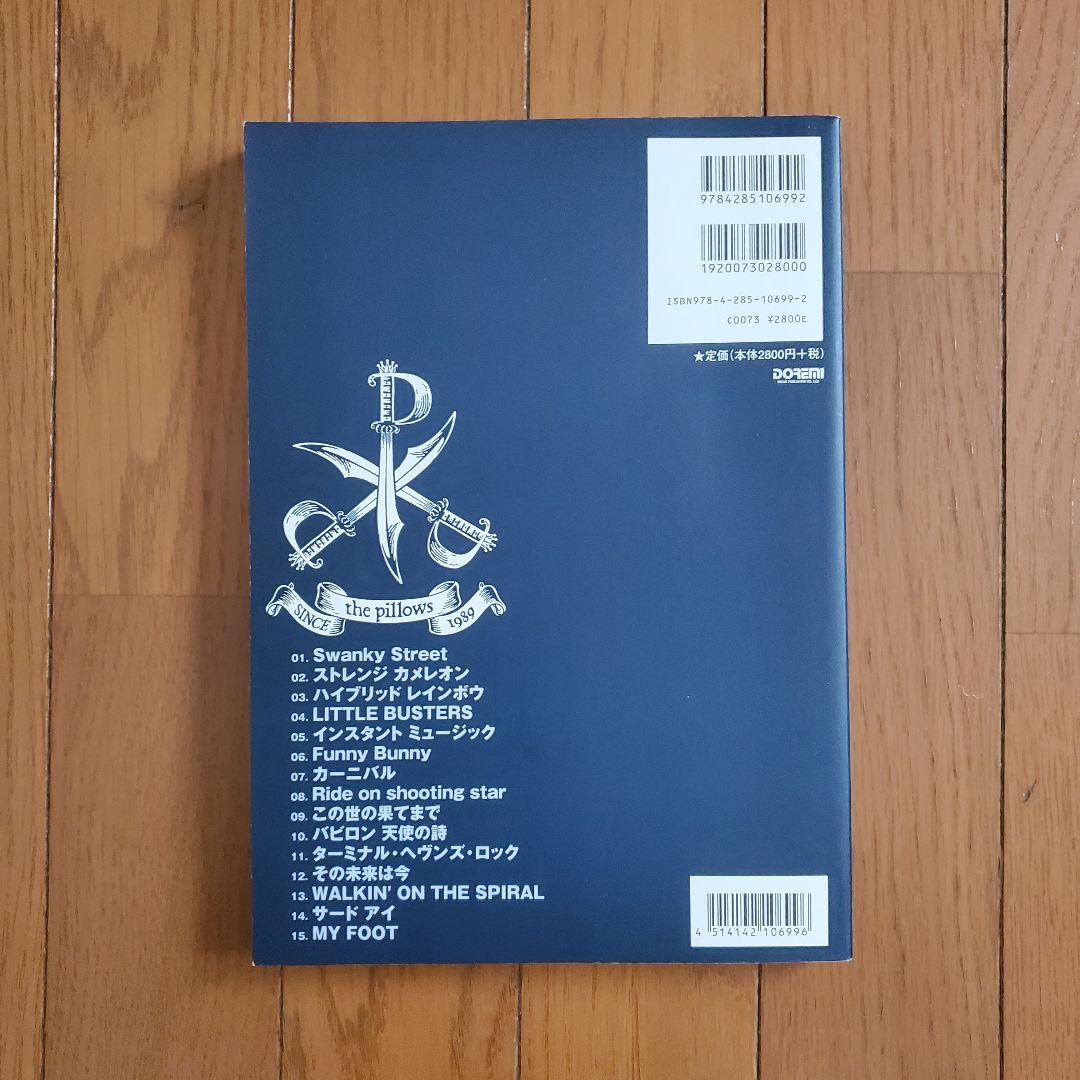 9784285106992
1920073028000
ISBN978-4-285-10699-2
C0073 ¥2800E
★定価(本体2800円+税)
DOREMI
P
SINCE the pillows 1989
01. Swanky Street
02. ストレンジ カメレオン
03. ハイブリッド レインボウ
04. LITTLE BUSTERS
05. インスタント ミュージック
06. Funny Bunny
07. カーニバル
08. Ride on shooting star
09. この世の果てまで
10. バビロン 天使の詩
11. ターミナル・ヘヴンズ・ロック
12. その未来は今
13. WALKIN' ON THE SPIRAL
14. サード アイ
15. MY FOOT
4 514142 106996